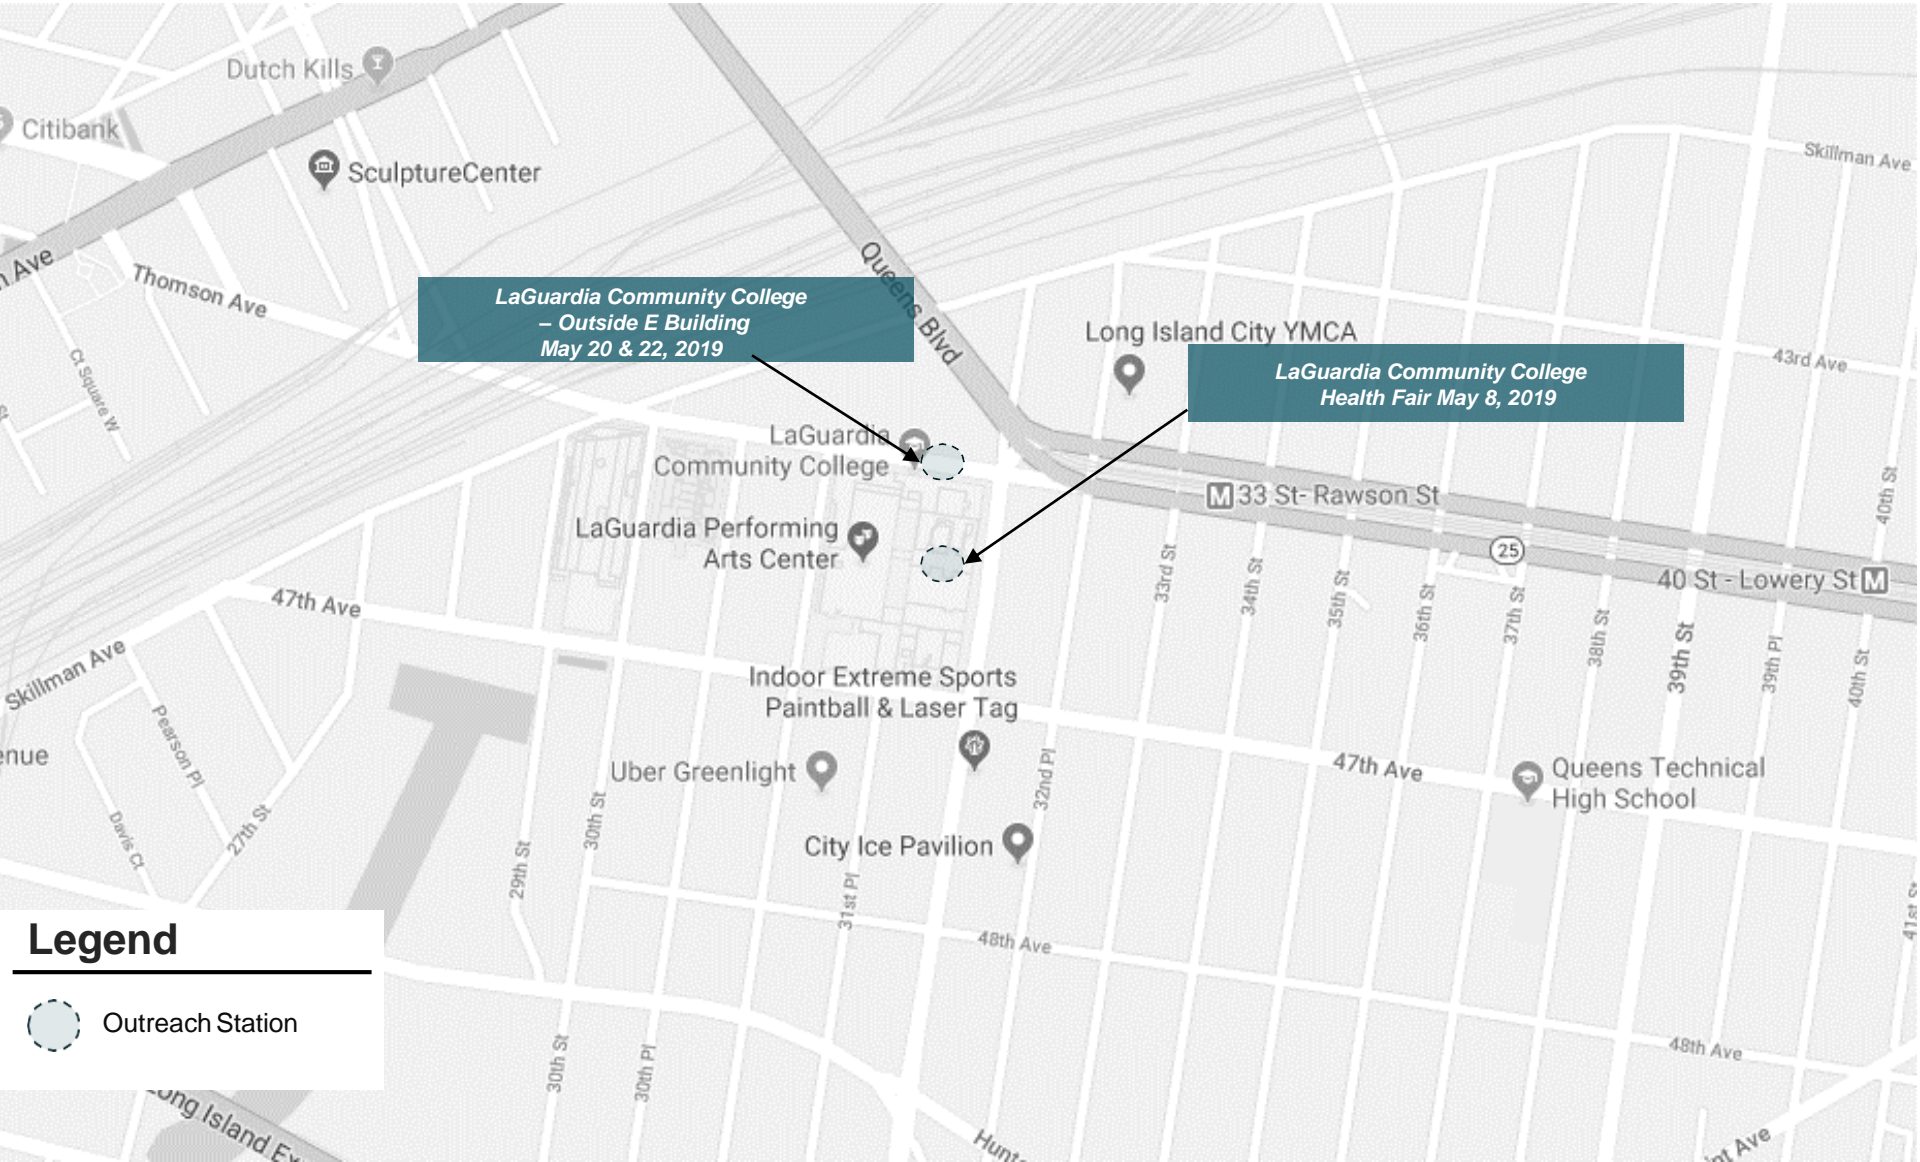 Dutch Kills
Citibank
SculptureCenter
Skillman Ave
Ave
Thomson Ave
Queens Blvd
LaGuardia Community College
– Outside E Building
May 20 & 22, 2019
Long Island City YMCA
LaGuardia Community College
Health Fair May 8, 2019
43rd Ave
Ct Square W
St
LaGuardia
Community College
33 St- Rawson St
40th St
LaGuardia Performing
Arts Center
25
40 St - Lowery St
33rd St
34th St
35th St
36th St
37th St
38th St
39th St
39th Pl
40th St
47th Ave
Skillman Ave
Indoor Extreme Sports
Paintball & Laser Tag
Pearson Pl
enue
Uber Greenlight
32nd Pl
47th Ave
Queens Technical
High School
Davis Ct
27th St
30th St
City Ice Pavilion
29th St
31st Pl
41st St
48th Ave
Legend
Outreach Station
30th St
30th Pl
48th Ave
Long Island Ex
Hunte
nt Ave
M
M